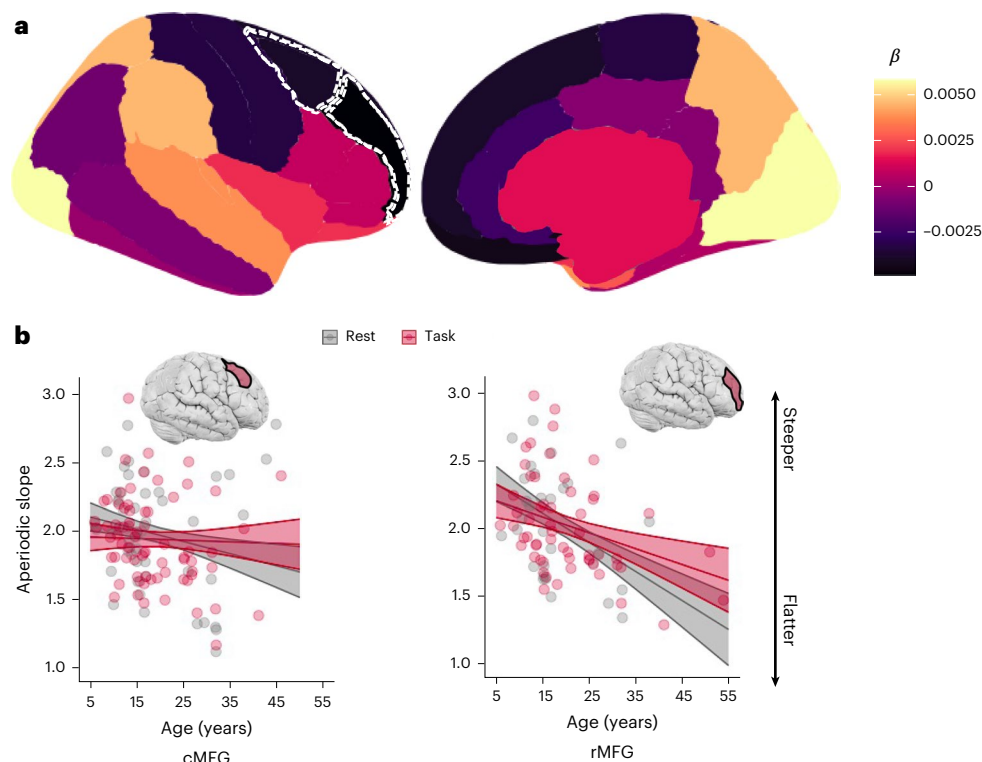 a
β
0.0050
0.0025
0
−0.0025
b
Rest
Task
Aperiodic slope
3.0
2.5
2.0
1.5
1.0
5
15
25
35
45
55
Age (years)
cMFG
3.0
2.5
2.0
1.5
1.0
5
15
25
35
45
55
Age (years)
rMFG
Steeper
Flatter